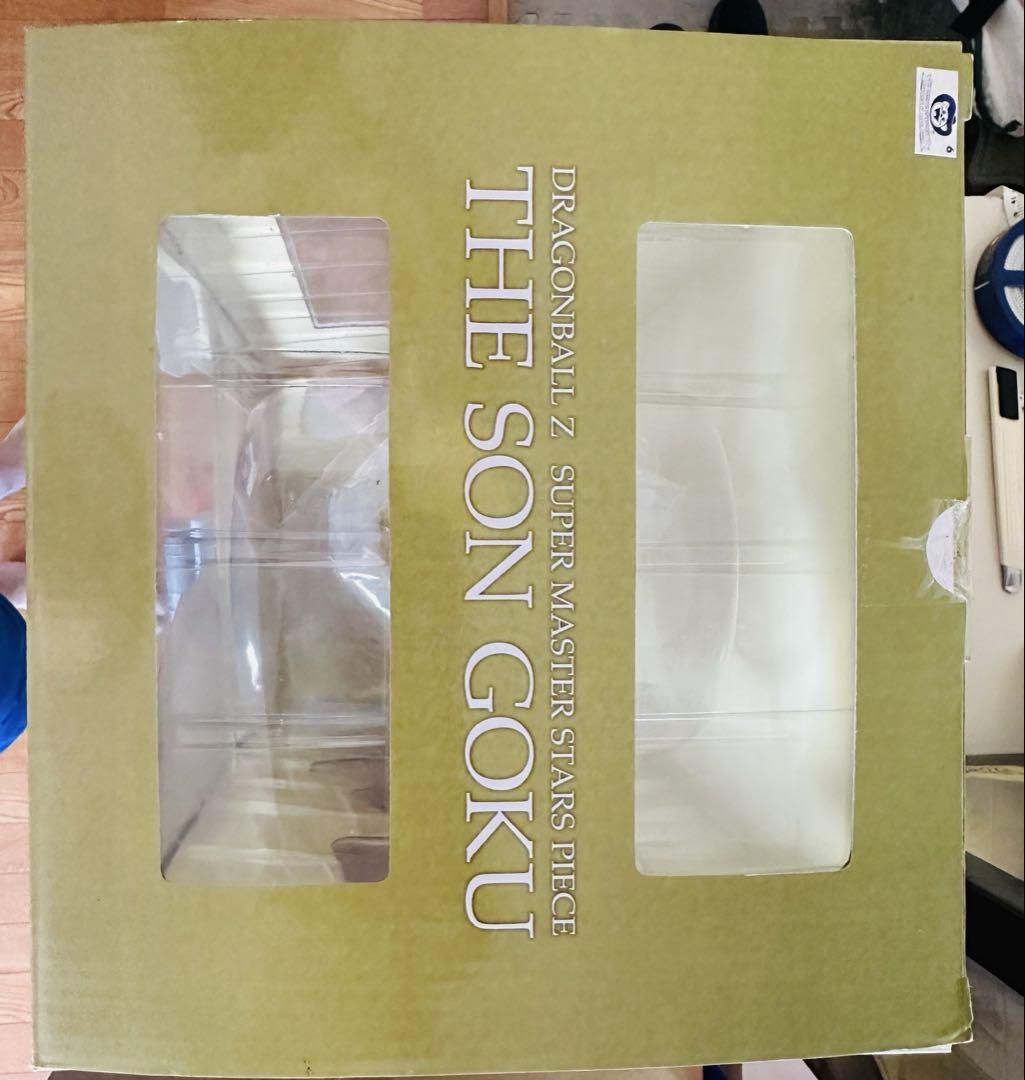 DRAGONBALL Z SUPER MASTER STARS PIECE
THE SON GOKU